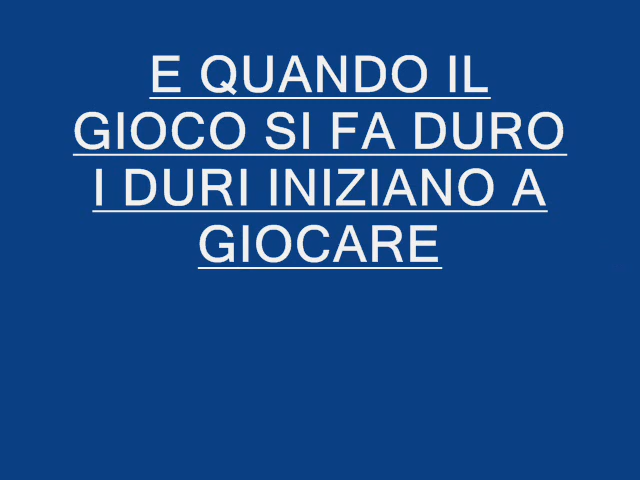 E QUANDO IL
GIOCO SI FA DURO
I DURI INIZIANO A
GIOCARE